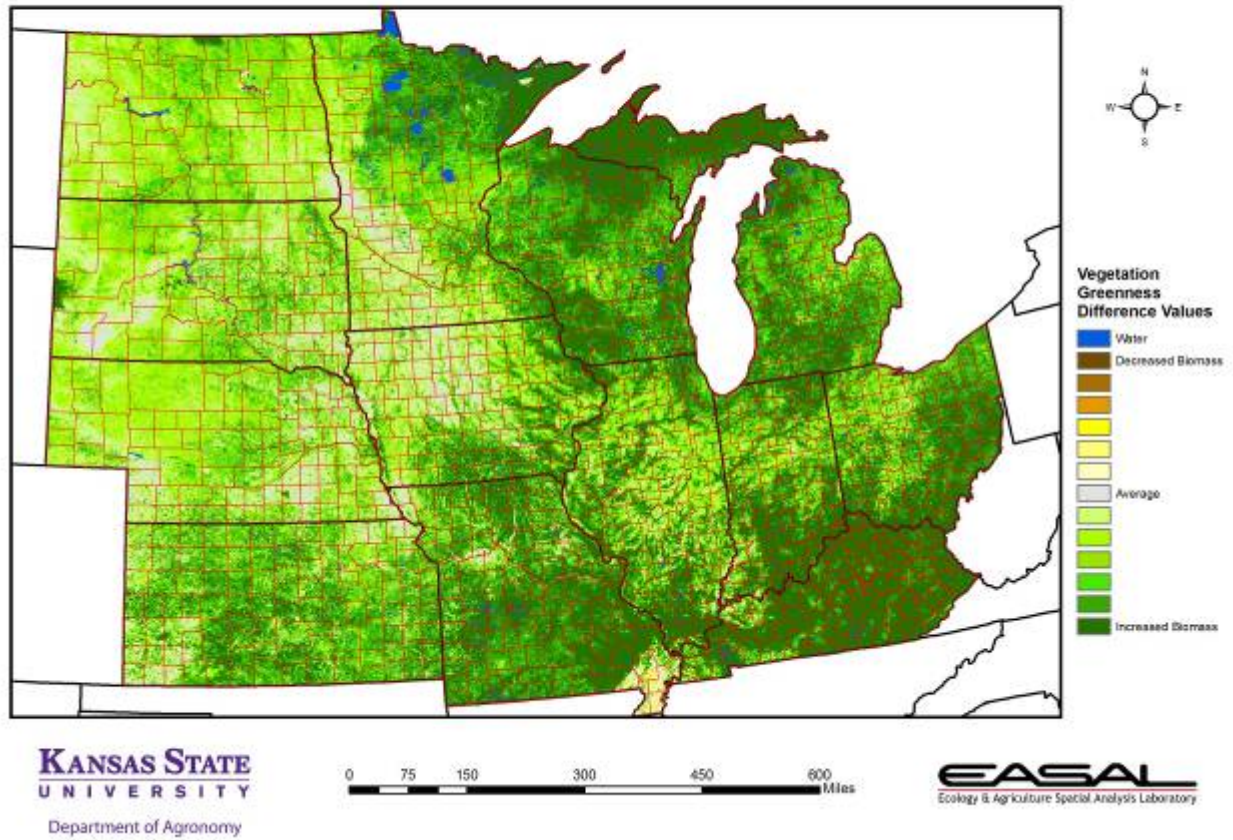 N
W E
S
Vegetation
Greenness
Difference Values
Water
Decreased Biomass
Average
Increased Biomass
KANSAS STATE
UNIVERSITY
Department of Agronomy
0 75 150 300 450 600
Miles
EASAL
Ecology & Agriculture Spatial Analysis Laboratory